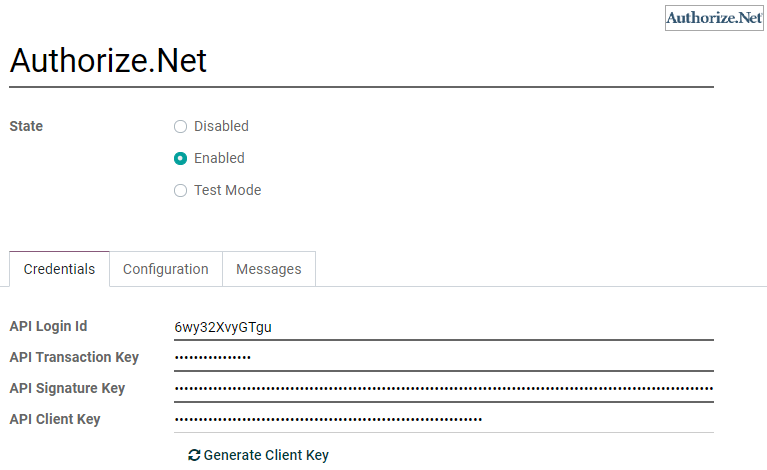 Authorize.Net
Authorize.Net
State
Disabled
Enabled
Test Mode
Credentials Configuration Messages
API Login Id 6wy32XvyGTgu
API Transaction Key ••••••••••••••••
API Signature Key
API Client Key
Generate Client Key